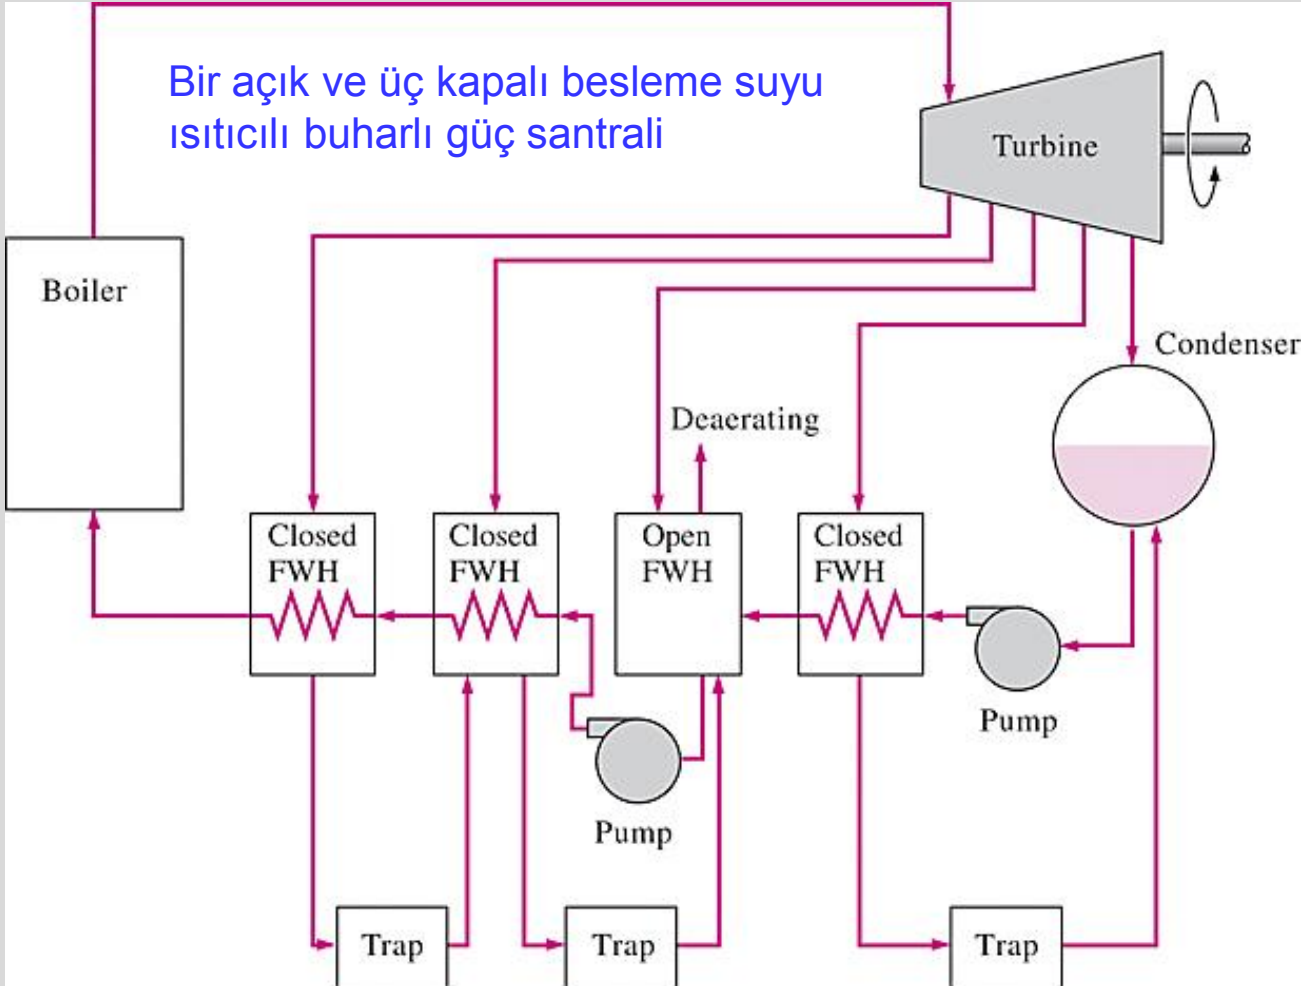 Bir açık ve üç kapalı besleme suyu
ısıtıcılı buharlı güç santrali
Turbine
Boiler
Condenser
Deaerating
Closed
FWH
Closed
FWH
Open
FWH
Closed
FWH
Pump
Pump
Trap
Trap
Trap